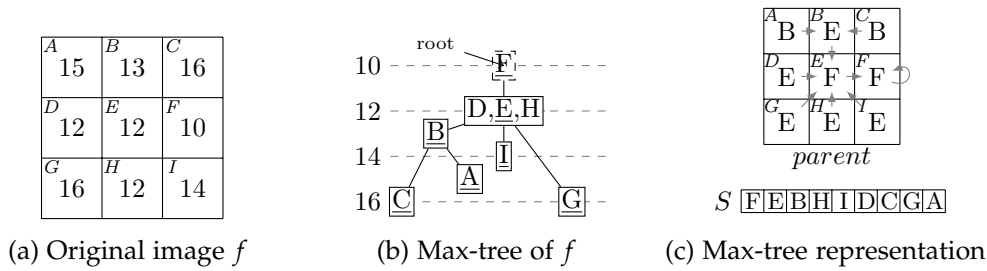 A B C
15 13 16
D E F
12 12 10
G H I
16 12 14
(a) Original image f
root
10 F
12 D,E,H
B
14 I
A
16 C G
(b) Max-tree of f
A B C
B E B
D E F
E F F
G H I
E E E
parent
S F E B H I D C G A
(c) Max-tree representation